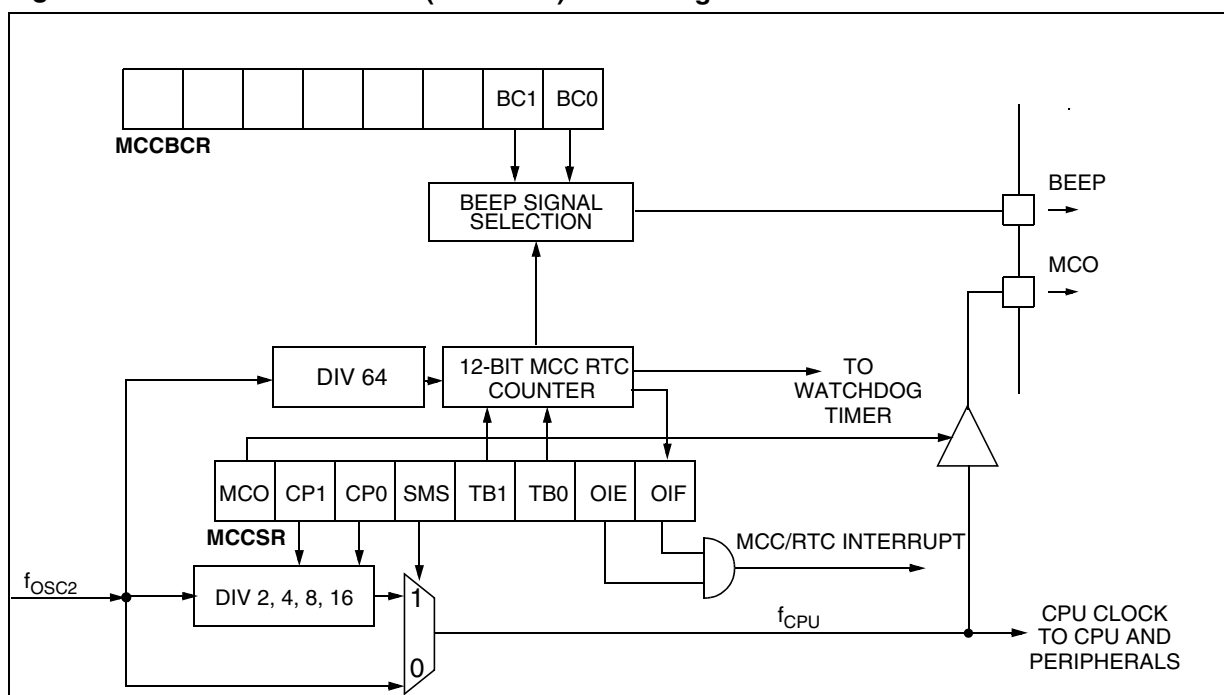 BC1 BC0
MCCBCR
BEEP SIGNAL
SELECTION
BEEP
MCO
DIV 64
12-BIT MCC RTC
COUNTER
TO
WATCHDOG
TIMER
MCO CP1 CP0 SMS TB1 TB0 OIE OIF
MCCSR
MCC/RTC INTERRUPT
fOSC2
DIV 2, 4, 8, 16
1
0
fCPU
CPU CLOCK
TO CPU AND
PERIPHERALS